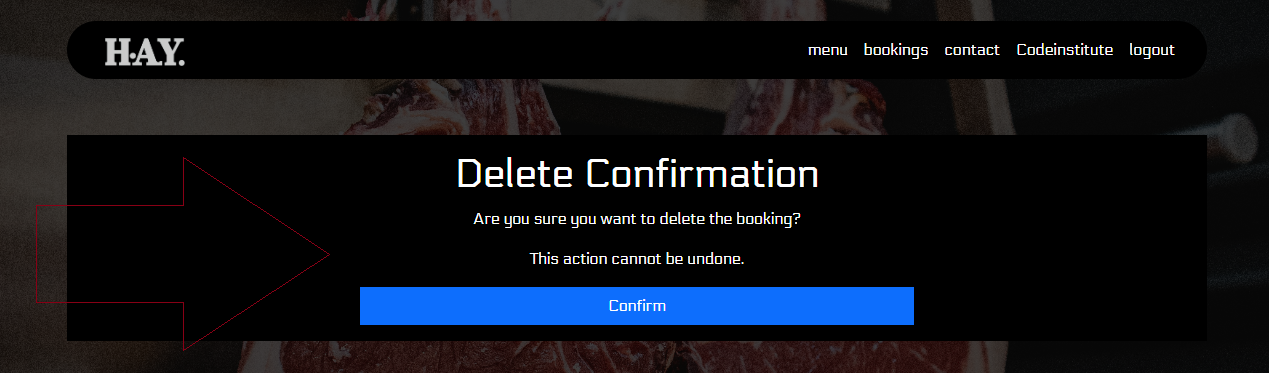 H.A.Y.
menu bookings contact Codeinstitute logout
Delete Confirmation
Are you sure you want to delete the booking?
This action cannot be undone.
Confirm